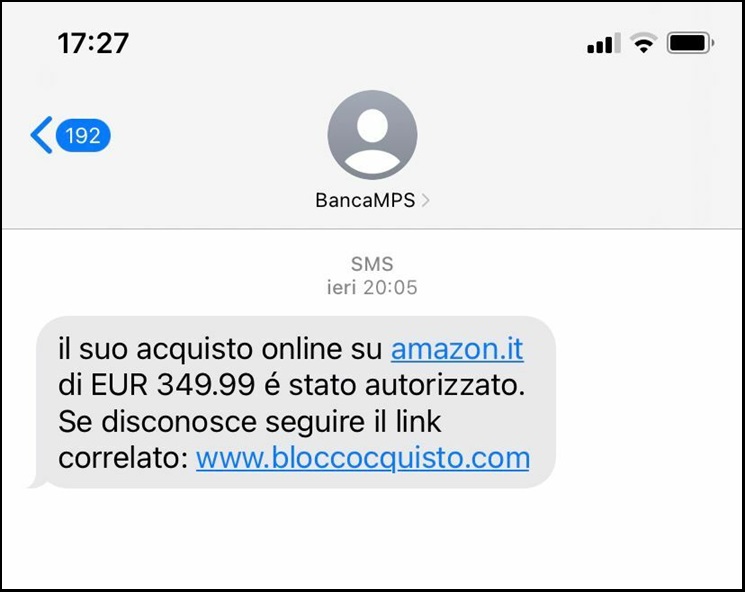 17:27
192
BancaMPS
SMS
ieri 20:05
il suo acquisto online su amazon.it
di EUR 349.99 é stato autorizzato.
Se disconosce seguire il link
correlato: www.bloccocquisto.com